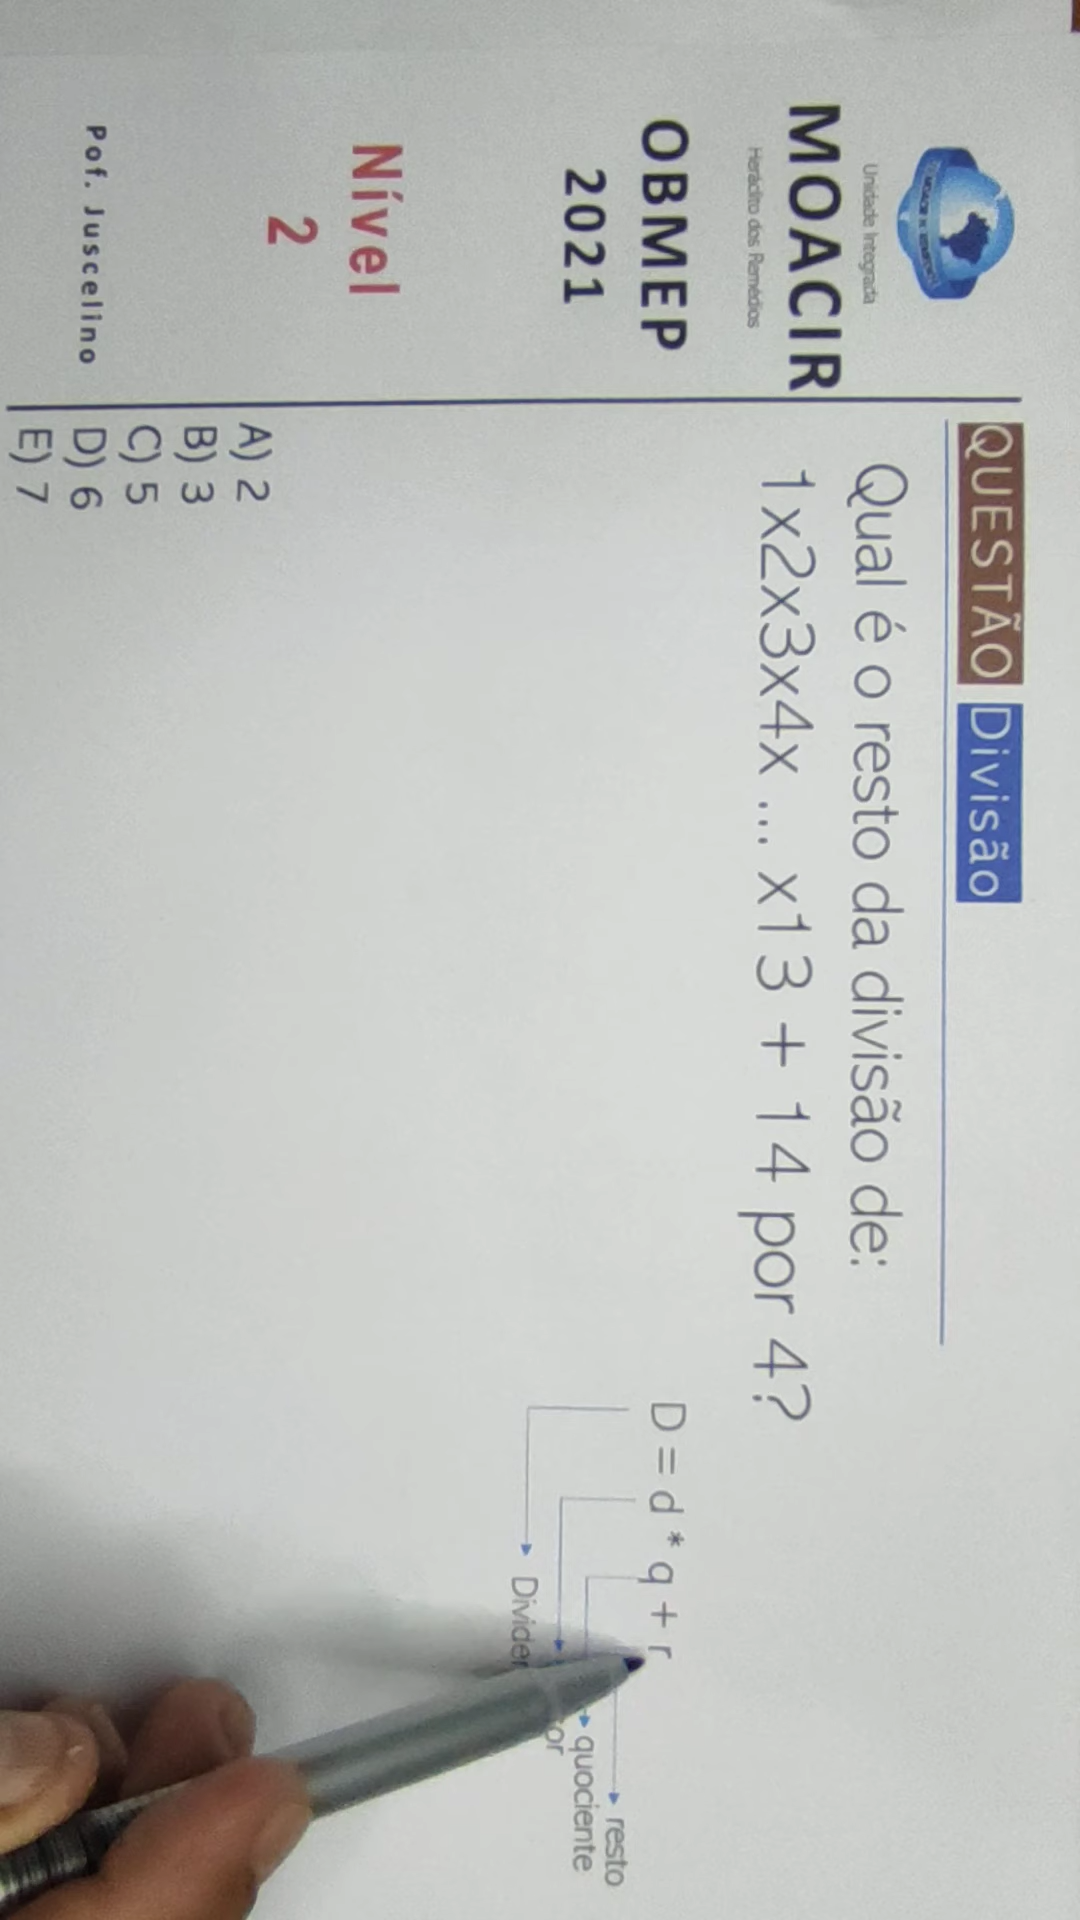 Unidade Integrada
MOACIR
Heráclito dos Remédios
OBMEP
2021
Nível
2
Pof. Juscelino
QUESTÃO Divisão
Qual é o resto da divisão de:
1x2x3x4x ... x13 + 14 por 4?
D = d * q + r
resto
quociente
A) 2
B) 3
C) 5
D) 6
E) 7